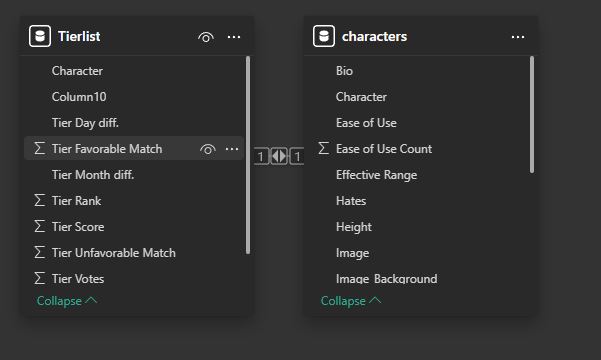 Tierlist
Character
Column10
Tier Day diff.
Tier Favorable Match
Tier Month diff.
Tier Rank
Tier Score
Tier Unfavorable Match
Tier Votes
Collapse
1 1
characters
Bio
Character
Ease of Use
Ease of Use Count
Effective Range
Hates
Height
Image
Image Background
Collapse